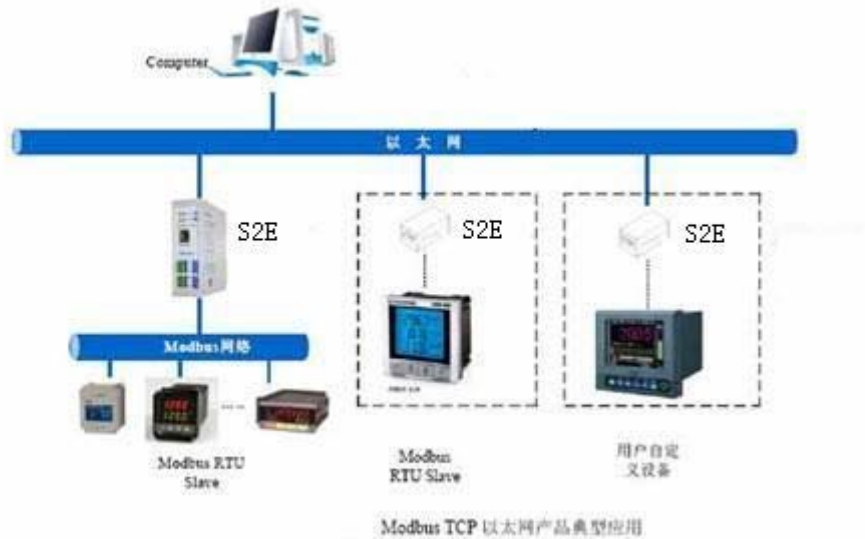 Computer
以太网
S2E
S2E
S2E
Modbus网络
Modbus RTU
Slave
Modbus
RTU Slave
用户自定
义设备
Modbus TCP 以太网产品典型应用